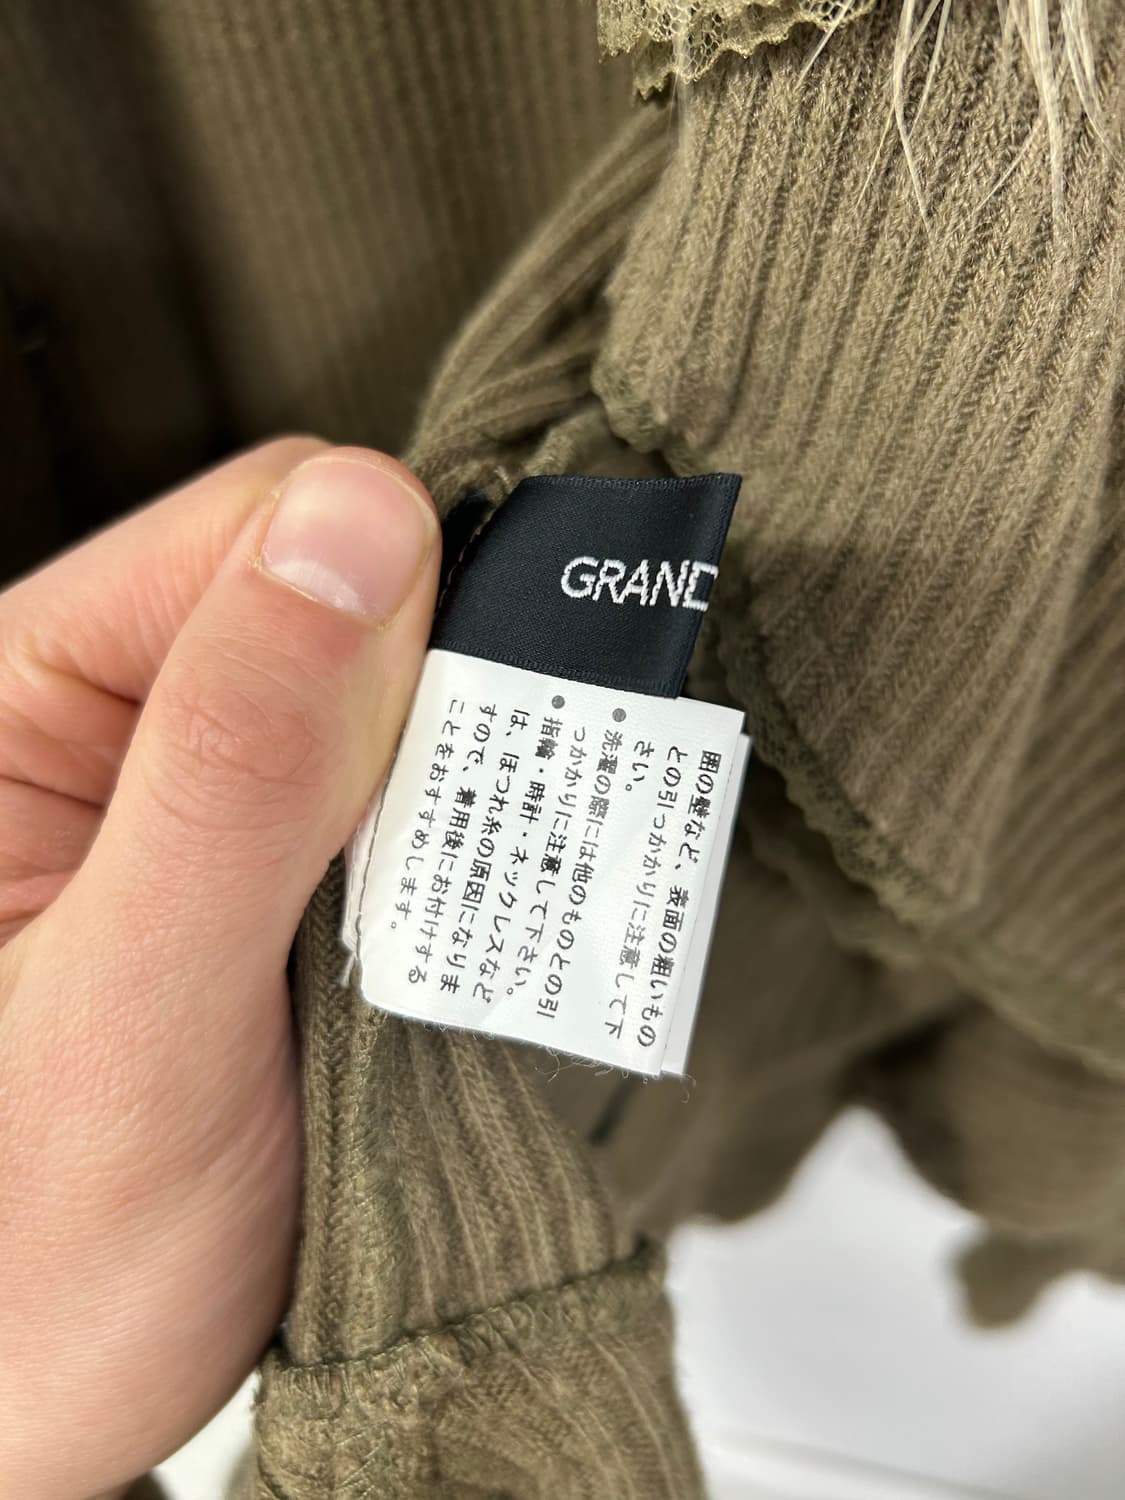 GRAND
囲の壁など、表面の粗いもの
との引っかかりに注意して下
さい。
●洗濯の際には他のものとの引
っかかりに注意して下さい。
●指輪・時計・ネックレスなど
は、ほつれ糸の原因になりま
すので、着用後にお付けする
ことをおすすめします。